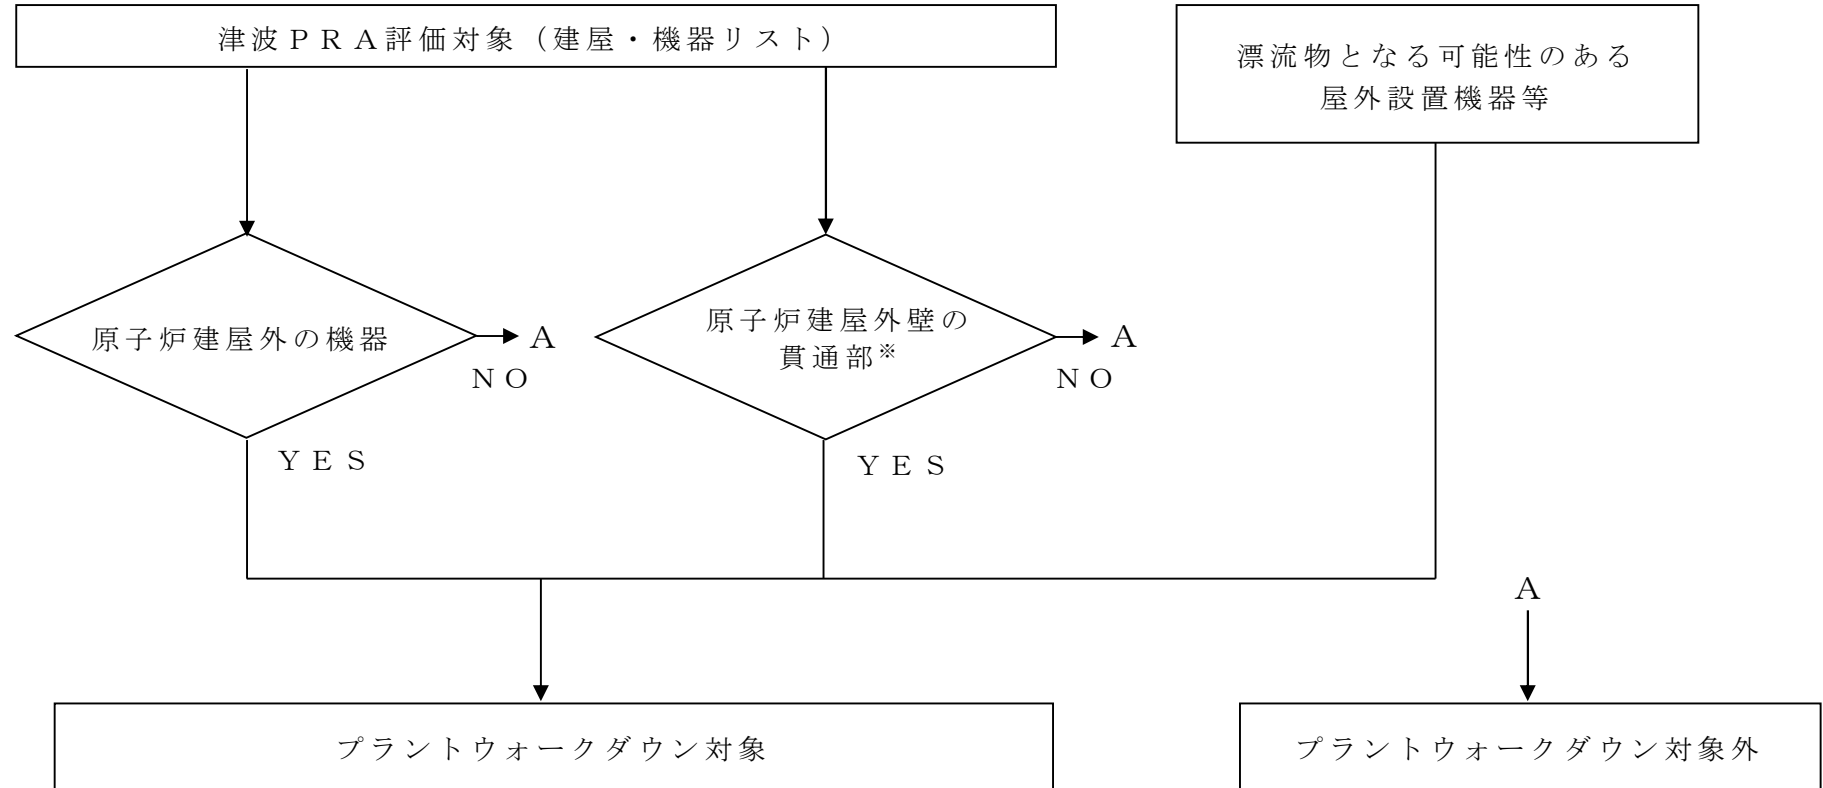 津波ＰＲＡ評価対象（建屋・機器リスト）
漂流物となる可能性のある
屋外設置機器等
原子炉建屋外の機器
Ａ
ＮＯ
ＹＥＳ
原子炉建屋外壁の
貫通部※
Ａ
ＮＯ
ＹＥＳ
Ａ
プラントウォークダウン対象
プラントウォークダウン対象外